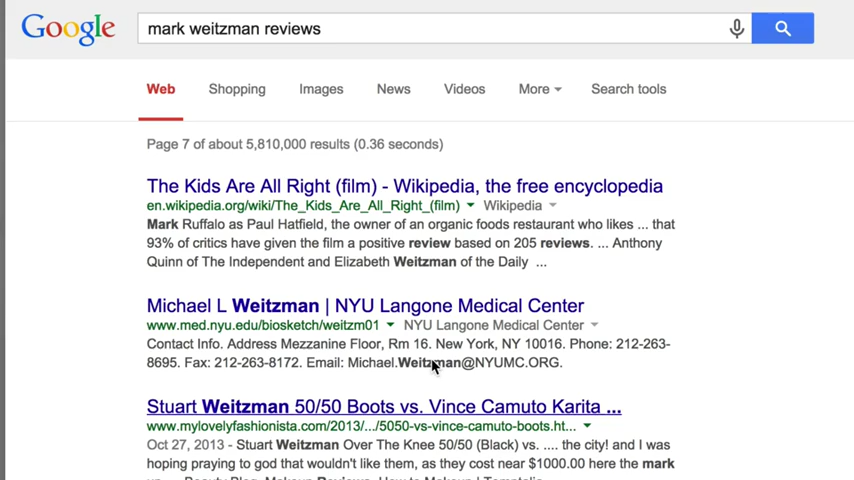 Google
mark weitzman reviews
Web Shopping Images News Videos More Search tools
Page 7 of about 5,810,000 results (0.36 seconds)
The Kids Are All Right (film) - Wikipedia, the free encyclopedia
en.wikipedia.org/wiki/The_Kids_Are_All_Right_(film) Wikipedia
Mark Ruffalo as Paul Hatfield, the owner of an organic foods restaurant who likes ... that
93% of critics have given the film a positive review based on 205 reviews. ... Anthony
Quinn of The Independent and Elizabeth Weitzman of the Daily ...
Michael L Weitzman | NYU Langone Medical Center
www.med.nyu.edu/biosketch/weitzm01 NYU Langone Medical Center
Contact Info. Address Mezzanine Floor, Rm 16. New York, NY 10016. Phone: 212-263-
8695. Fax: 212-263-8172. Email: Michael.Weitzman@NYUMC.ORG.
Stuart Weitzman 50/50 Boots vs. Vince Camuto Karita ...
www.mylovelyfashionista.com/2013/.../5050-vs-vince-camuto-boots.ht...
Oct 27, 2013 - Stuart Weitzman Over The Knee 50/50 (Black) vs. .... the city! and I was
hoping praying to god that wouldn't like them, as they cost near $1000.00 here the mark